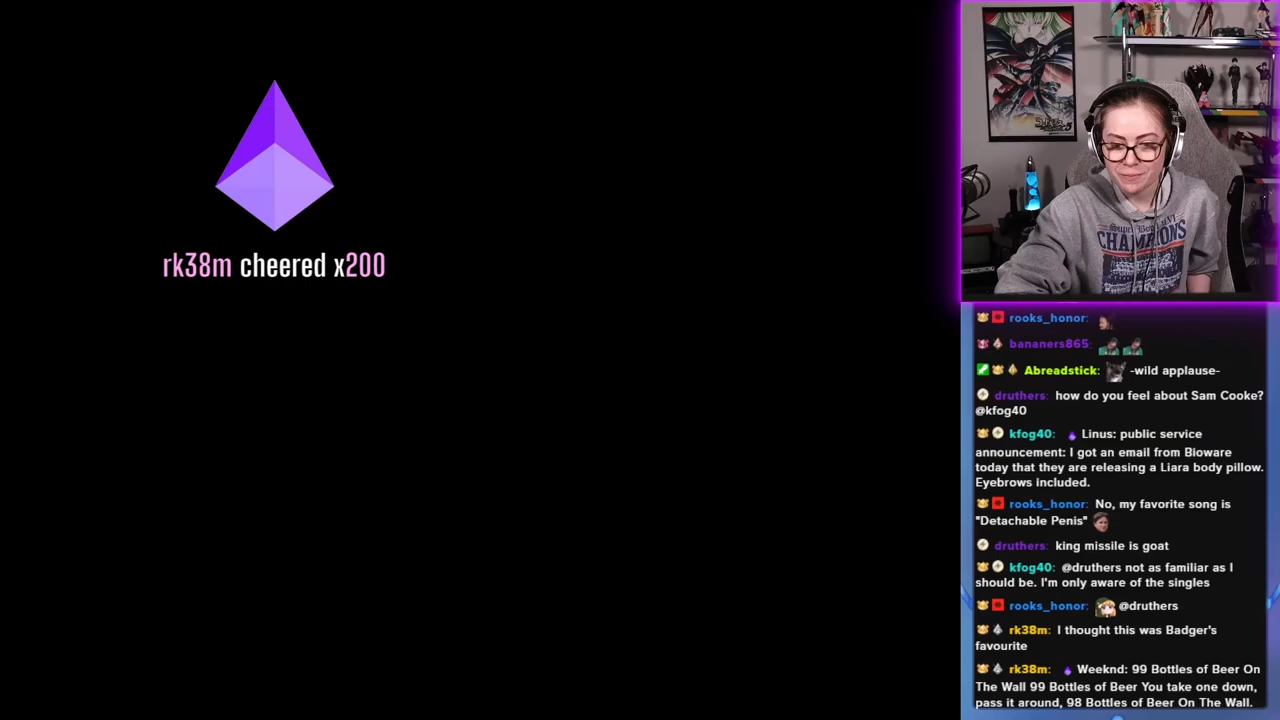 rk38m cheered x200
Super Bowl XVI
CHAMPIONS
rooks_honor:
bananers865:
Abreadstick: -wild applause-
druthers: how do you feel about Sam Cooke?
@kfog40
kfog40: Linus: public service
announcement: I got an email from Bioware
today that they are releasing a Liara body pillow.
Eyebrows included.
rooks_honor: No, my favorite song is
"Detachable Penis"
druthers: king missile is goat
kfog40: @druthers not as familiar as I
should be. I'm only aware of the singles
rooks_honor: @druthers
rk38m: I thought this was Badger's
favourite
rk38m: Weeknd: 99 Bottles of Beer On
The Wall 99 Bottles of Beer You take one down,
pass it around, 98 Bottles of Beer On The Wall.